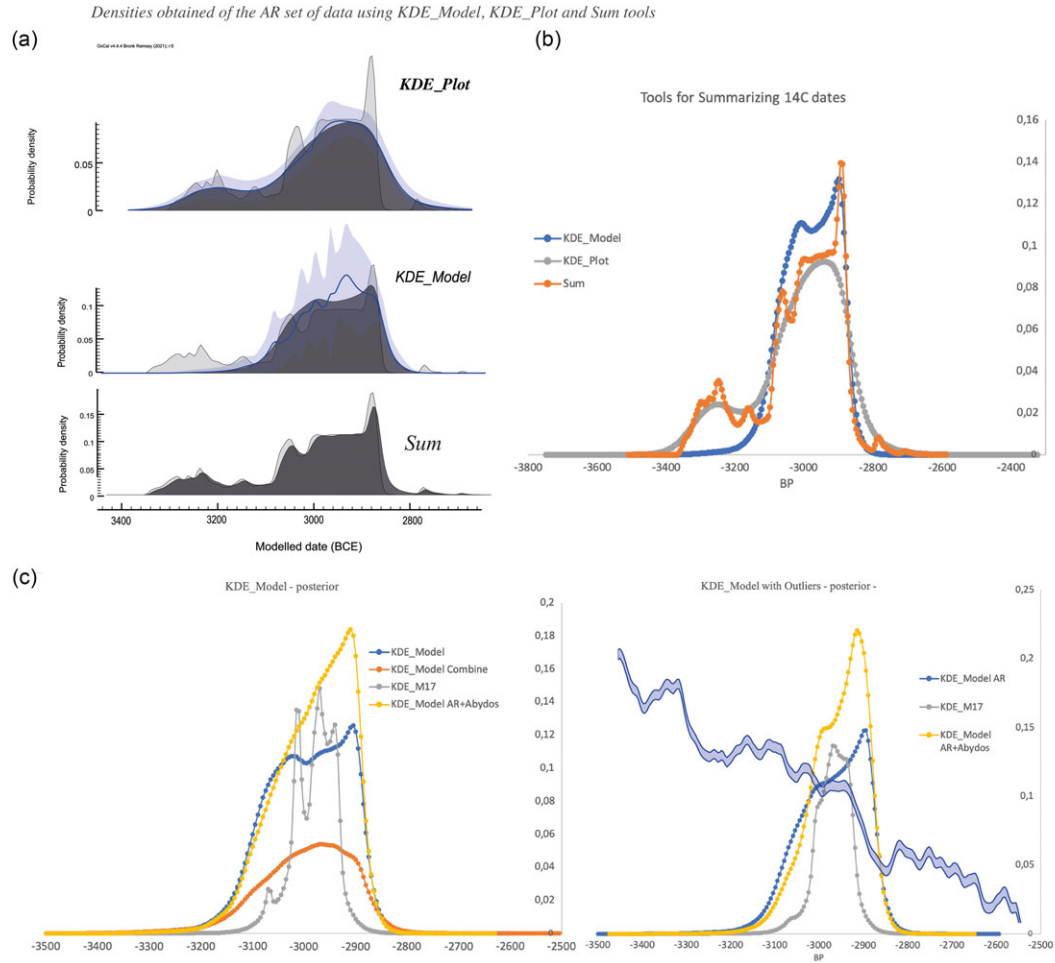 Densities obtained of the AR set of data using KDE_Model, KDE_Plot and Sum tools
(a)
OxCal v4.4.4 Bronk Ramsey (2021); r:5
KDE_Plot
Probability density
0.05
0
KDE_Model
Probability density
0.1
0.05
0
Sum
Probability density
0.15
0.1
0.05
0
3400 3200 3000 2800
Modelled date (BCE)
(b)
Tools for Summarizing 14C dates
0,16
0,14
0,12
0,1
0,08
0,06
0,04
0,02
0
KDE_Model
KDE_Plot
Sum
-3800 -3600 -3400 -3200 -3000 -2800 -2600 -2400
BP
(c)
KDE_Model - posterior
0,2
0,18
0,16
0,14
0,12
0,1
0,08
0,06
0,04
0,02
0
KDE_Model
KDE_Model Combine
KDE_M17
KDE_Model AR+Abydos
-3500 -3400 -3300 -3200 -3100 -3000 -2900 -2800 -2700 -2600 -2500
KDE_Model with Outliers - posterior -
0,25
0,2
0,15
0,1
0,05
0
KDE_Model AR
KDE_M17
KDE_Model
AR+Abydos
-3500 -3400 -3300 -3200 -3100 -3000 -2900 -2800 -2700 -2600 -2500
BP